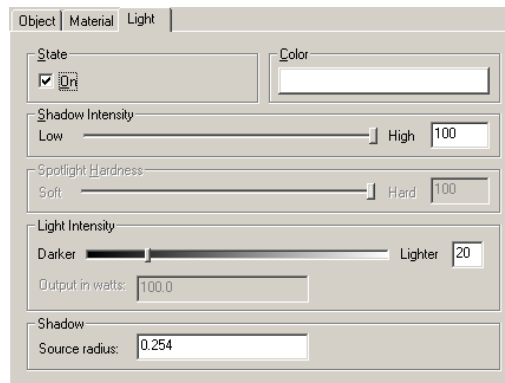 Object Material Light
State Color
On
Shadow Intensity
Low High 100
Spotlight Hardness
Soft Hard 100
Light Intensity
Darker Lighter 20
Output in watts: 100.0
Shadow
Source radius: 0.254